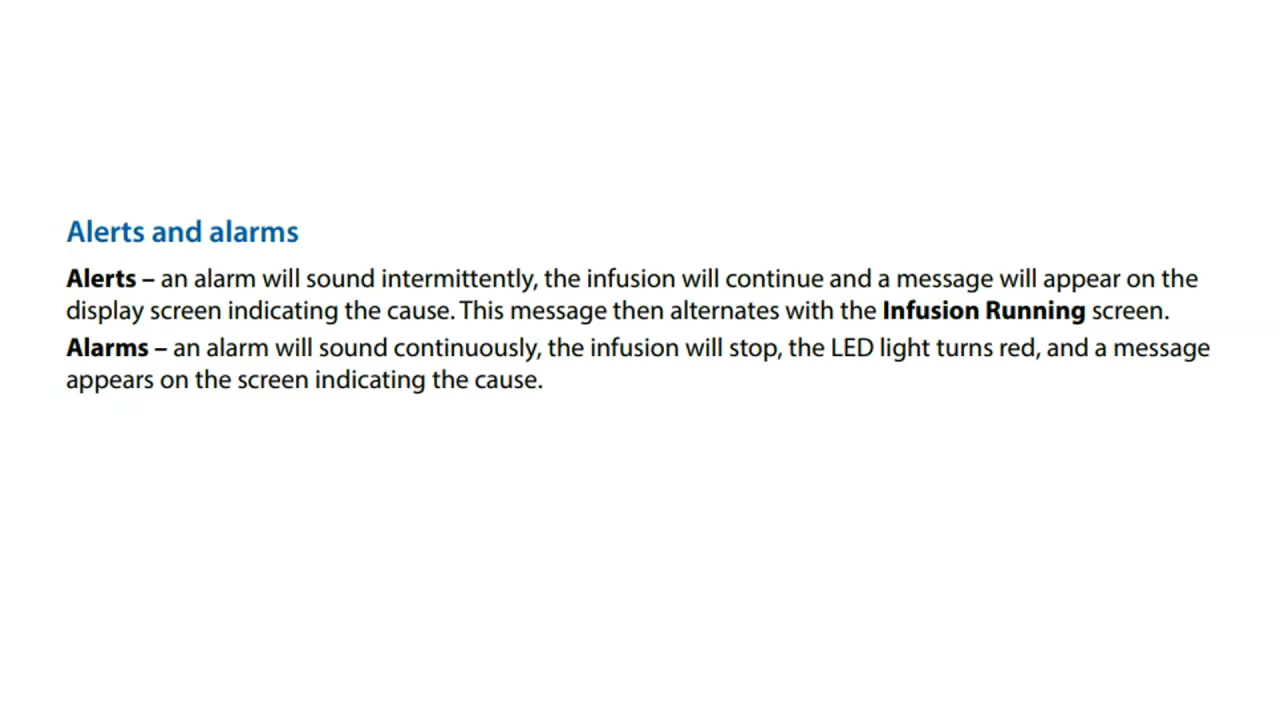 Alerts and alarms
Alerts – an alarm will sound intermittently, the infusion will continue and a message will appear on the
display screen indicating the cause. This message then alternates with the Infusion Running screen.
Alarms – an alarm will sound continuously, the infusion will stop, the LED light turns red, and a message
appears on the screen indicating the cause.